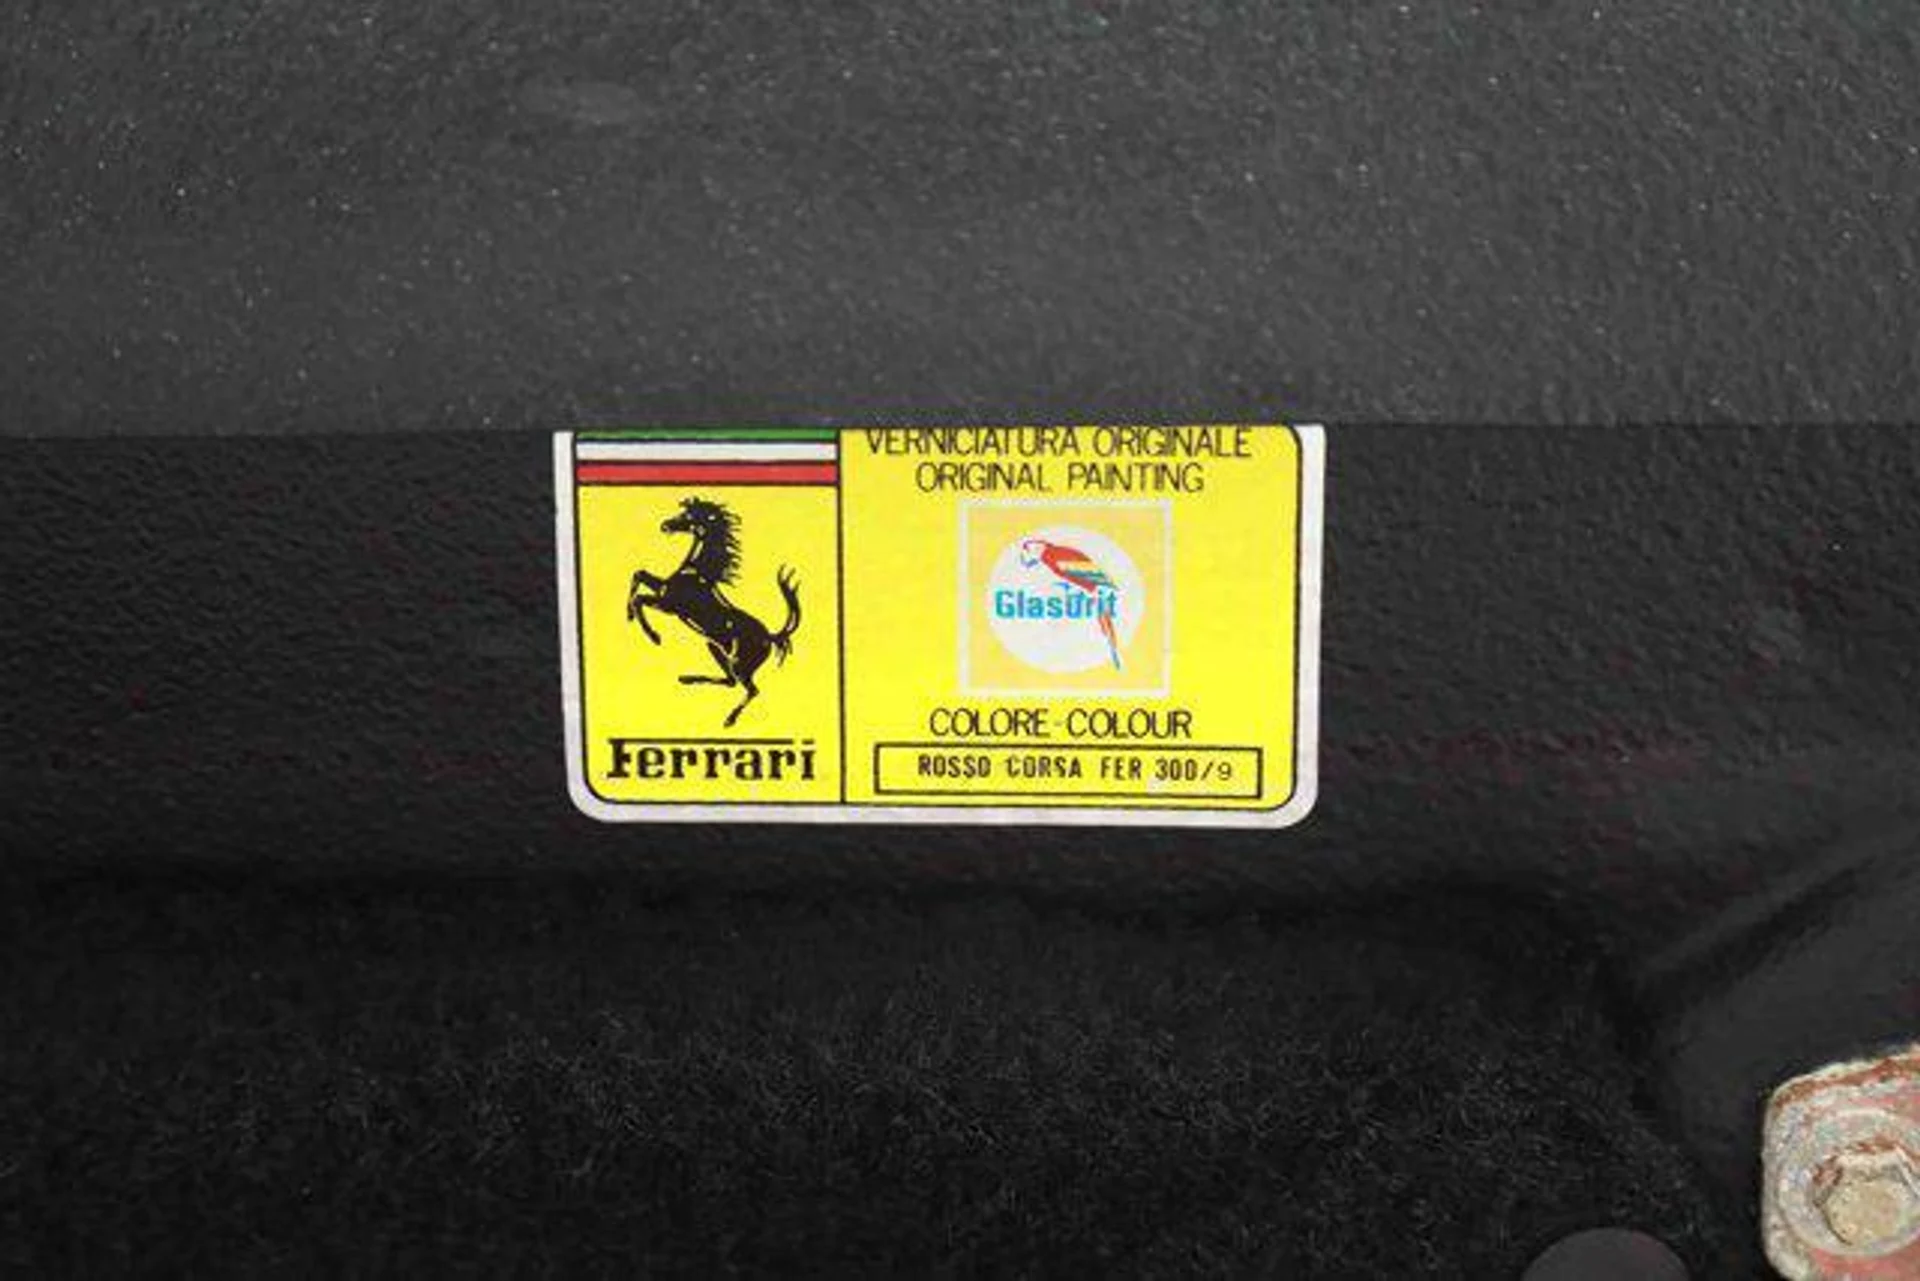 VERNICIATURA ORIGINALE
ORIGINAL PAINTING
Glasurit
COLORE-COLOUR
ROSSO CORSA FER 300/9
Ferrari